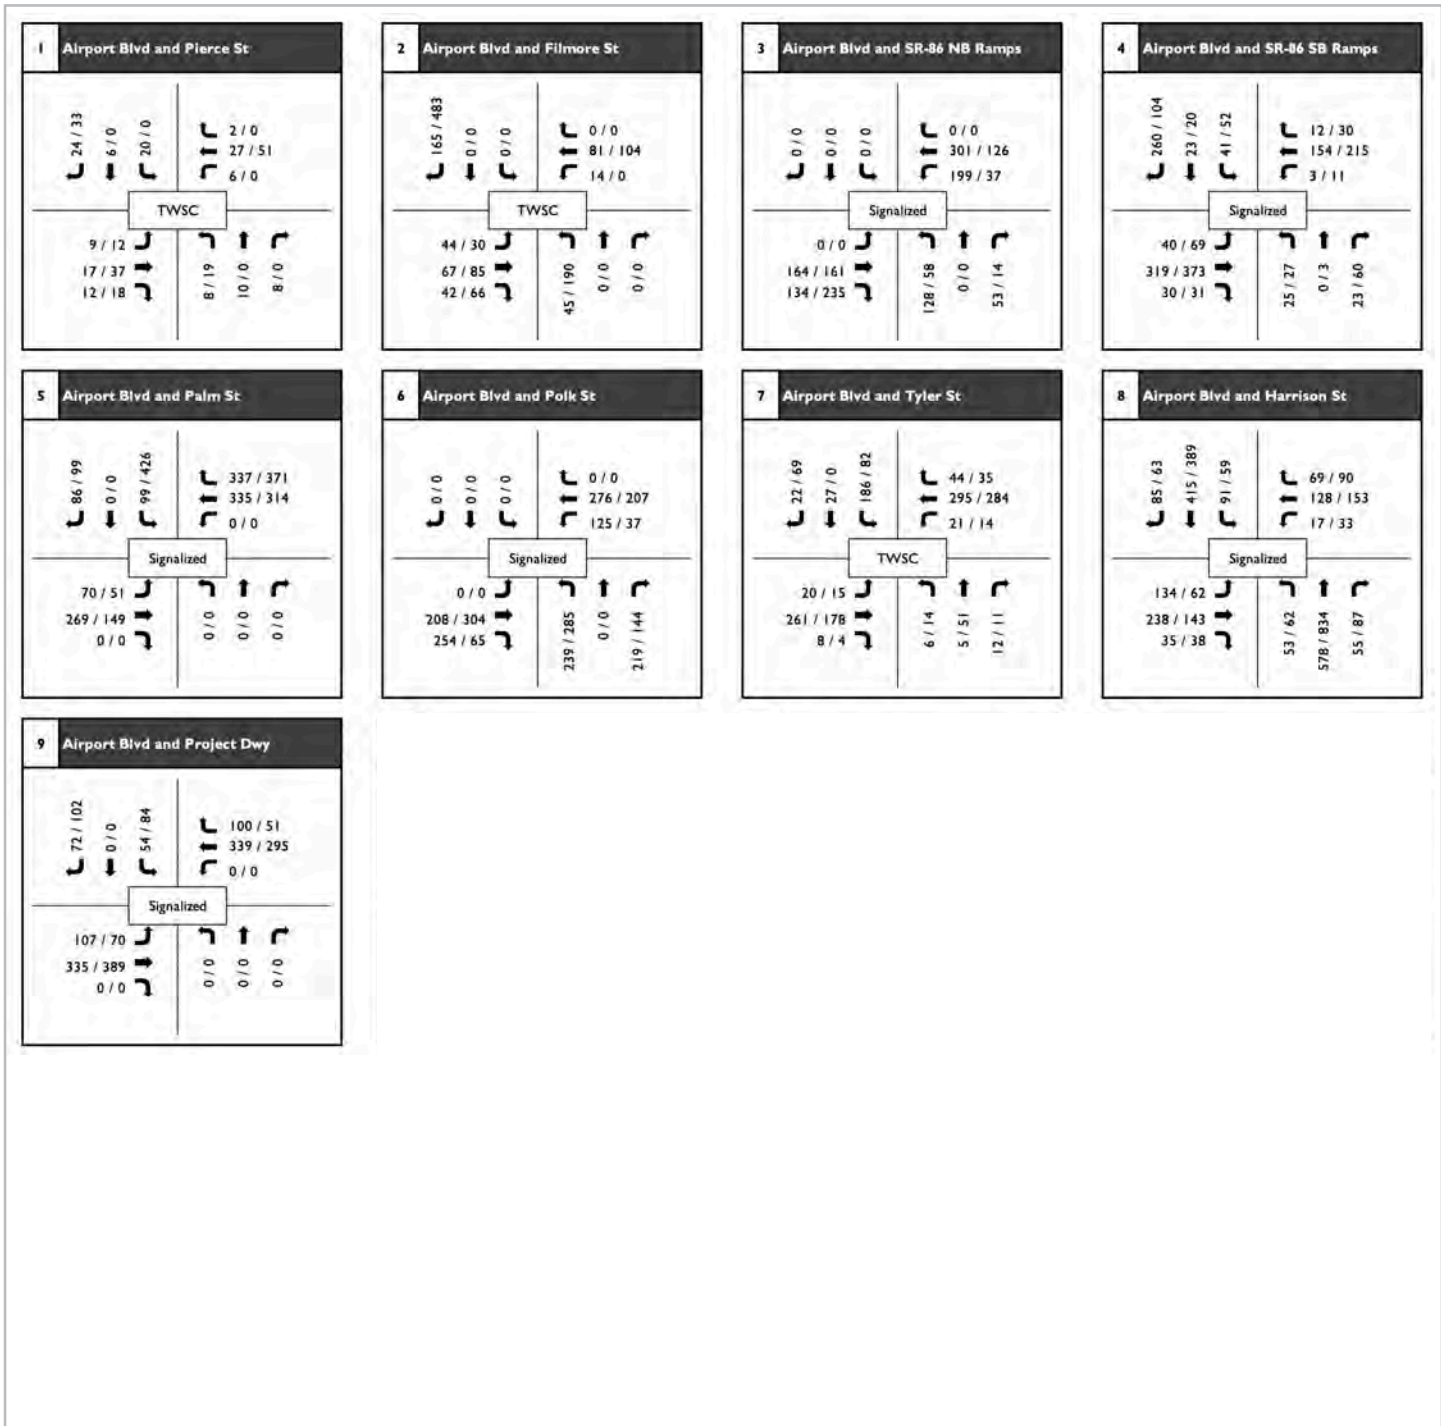 1 Airport Blvd and Pierce St
24 / 33
6 / 0
20 / 0
2 / 0
27 / 51
6 / 0
TWSC
9 / 12
17 / 37
12 / 18
8 / 19
10 / 0
8 / 0
2 Airport Blvd and Filmore St
165 / 483
0 / 0
0 / 0
0 / 0
81 / 104
14 / 0
TWSC
44 / 30
67 / 85
42 / 66
45 / 190
0 / 0
0 / 0
3 Airport Blvd and SR-86 NB Ramps
0 / 0
0 / 0
0 / 0
0 / 0
301 / 126
199 / 37
Signalized
0 / 0
164 / 161
134 / 235
128 / 58
0 / 0
53 / 14
4 Airport Blvd and SR-86 SB Ramps
260 / 104
23 / 20
41 / 52
12 / 30
154 / 215
3 / 11
Signalized
40 / 69
319 / 373
30 / 31
25 / 27
0 / 3
23 / 60
5 Airport Blvd and Palm St
86 / 99
0 / 0
99 / 426
337 / 371
335 / 314
0 / 0
Signalized
70 / 51
269 / 149
0 / 0
0 / 0
0 / 0
0 / 0
6 Airport Blvd and Polk St
0 / 0
0 / 0
0 / 0
0 / 0
276 / 207
125 / 37
Signalized
0 / 0
208 / 304
254 / 65
239 / 285
0 / 0
219 / 144
7 Airport Blvd and Tyler St
22 / 69
27 / 0
186 / 82
44 / 35
295 / 284
21 / 14
TWSC
20 / 15
261 / 178
8 / 4
6 / 14
5 / 51
12 / 11
8 Airport Blvd and Harrison St
85 / 63
415 / 389
91 / 59
69 / 90
128 / 153
17 / 33
Signalized
134 / 62
238 / 143
35 / 38
53 / 62
578 / 834
55 / 87
9 Airport Blvd and Project Dwy
72 / 102
0 / 0
54 / 84
100 / 51
339 / 295
0 / 0
Signalized
107 / 70
335 / 389
0 / 0
0 / 0
0 / 0
0 / 0